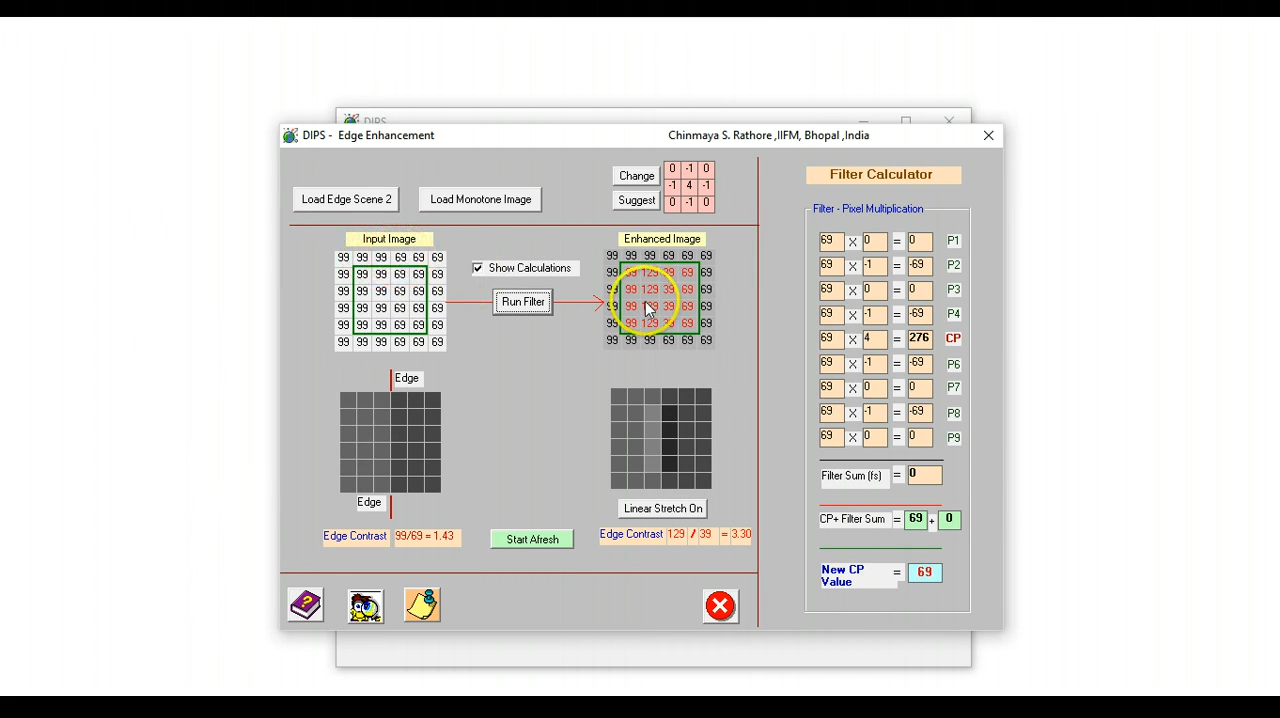 DIPS
DIPS - Edge Enhancement Chinmaya S. Rathore ,IIFM, Bhopal ,India
Load Edge Scene 2
Load Monotone Image
Change
Suggest
0 -1 0
-1 4 -1
0 -1 0
Input Image
99 99 99 69 69 69
99 99 99 69 69 69
99 99 99 69 69 69
99 99 99 69 69 69
99 99 99 69 69 69
99 99 99 69 69 69
Show Calculations
Run Filter
Enhanced Image
99 99 99 69 69 69
99 99 129 39 69 69
99 99 129 39 69 69
99 99 39 69 69
99 99 129 39 69 69
99 99 99 69 69 69
Edge
Edge
Linear Stretch On
Edge Contrast 99/69 = 1.43
Start Afresh
Edge Contrast 129 / 39 = 3.30
Filter Calculator
Filter - Pixel Multiplication
69 X 0 = 0 P1
69 X -1 = -69 P2
69 X 0 = 0 P3
69 X -1 = -69 P4
69 X 4 = 276 CP
69 X -1 = -69 P6
69 X 0 = 0 P7
69 X -1 = -69 P8
69 X 0 = 0 P9
Filter Sum (fs) = 0
CP+ Filter Sum = 69 + 0
New CP Value = 69